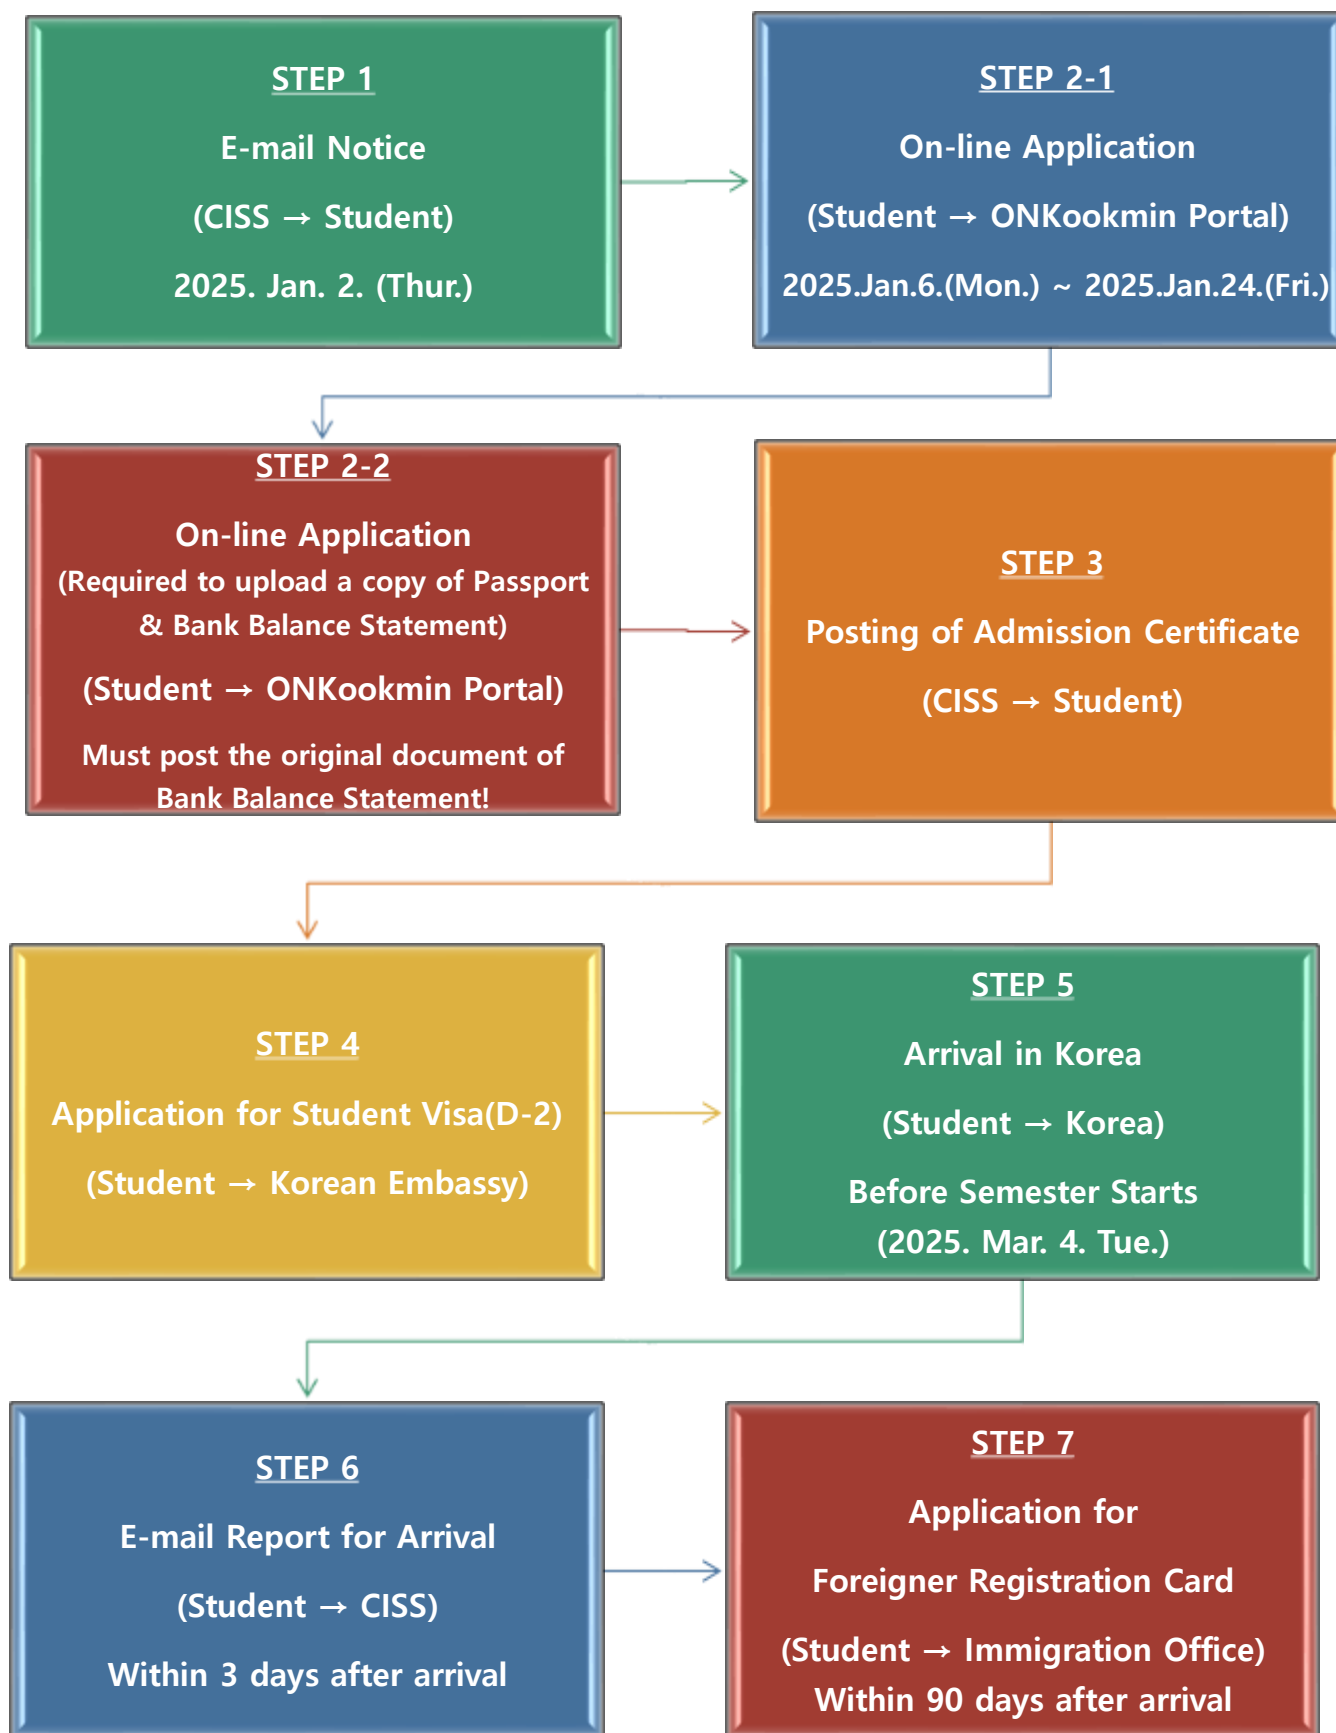 STEP 1
E-mail Notice
(CISS → Student)
2025. Jan. 2. (Thur.)
STEP 2-1
On-line Application
(Student → ONKookmin Portal)
2025.Jan.6.(Mon.) ~ 2025.Jan.24.(Fri.)
STEP 2-2
On-line Application
(Required to upload a copy of Passport
& Bank Balance Statement)
(Student → ONKookmin Portal)
Must post the original document of
Bank Balance Statement!
STEP 3
Posting of Admission Certificate
(CISS → Student)
STEP 4
Application for Student Visa(D-2)
(Student → Korean Embassy)
STEP 5
Arrival in Korea
(Student → Korea)
Before Semester Starts
(2025. Mar. 4. Tue.)
STEP 6
E-mail Report for Arrival
(Student → CISS)
Within 3 days after arrival
STEP 7
Application for
Foreigner Registration Card
(Student → Immigration Office)
Within 90 days after arrival